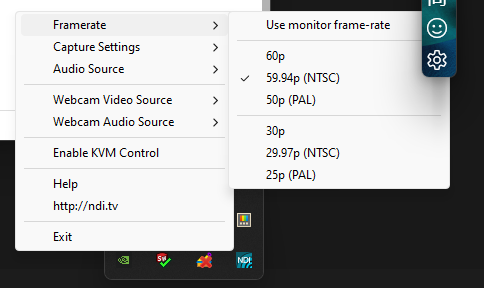 Framerate
Capture Settings
Audio Source
Webcam Video Source
Webcam Audio Source
Enable KVM Control
Help
http://ndi.tv
Exit
Use monitor frame-rate
60p
59.94p (NTSC)
50p (PAL)
30p
29.97p (NTSC)
25p (PAL)
NDI